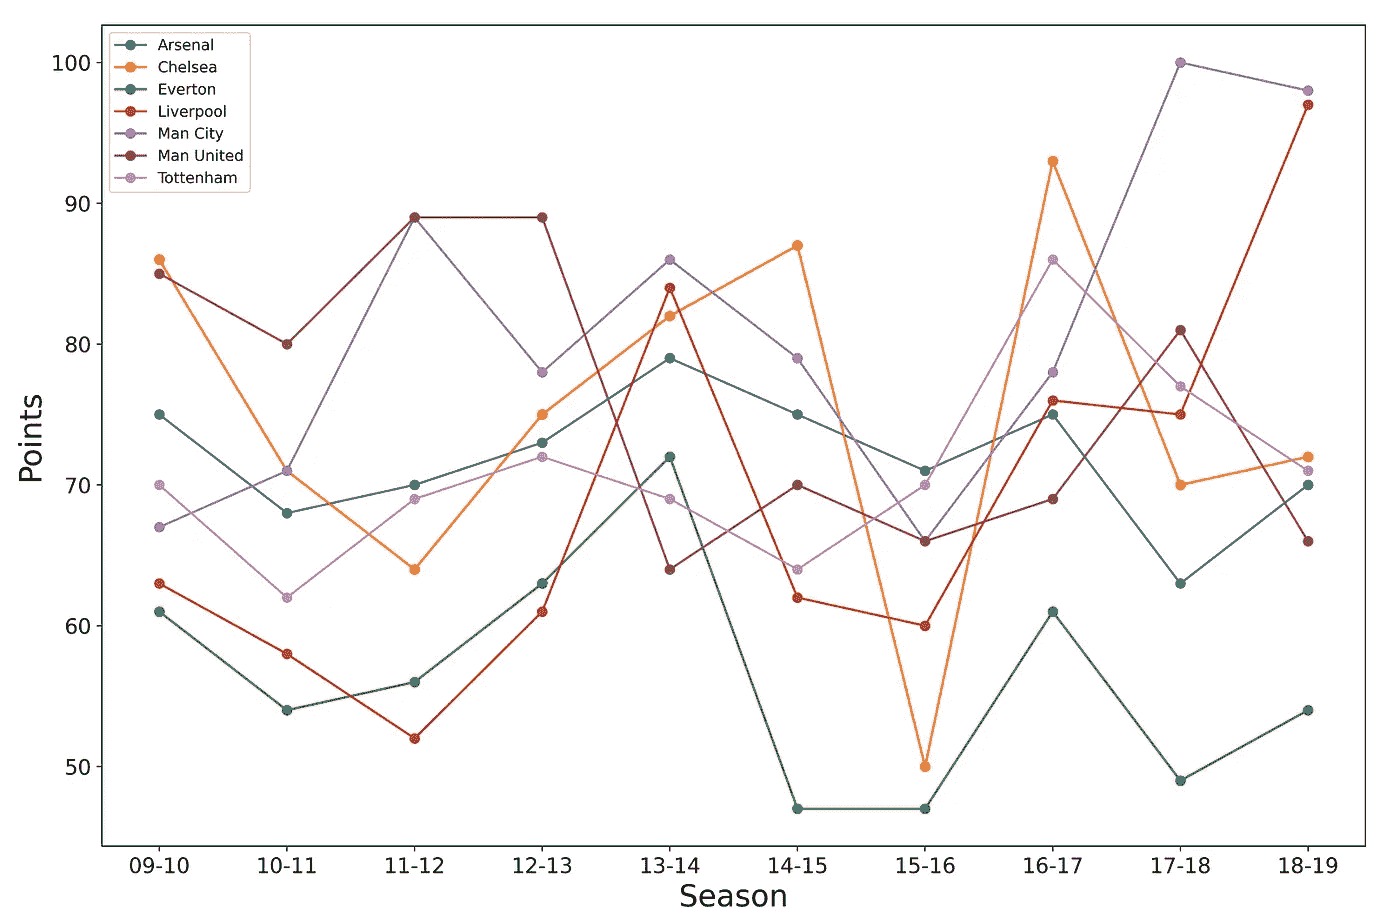 Arsenal
Chelsea
Everton
Liverpool
Man City
Man United
Tottenham
100
90
80
70
60
50
Points
09-10 10-11 11-12 12-13 13-14 14-15 15-16 16-17 17-18 18-19
Season